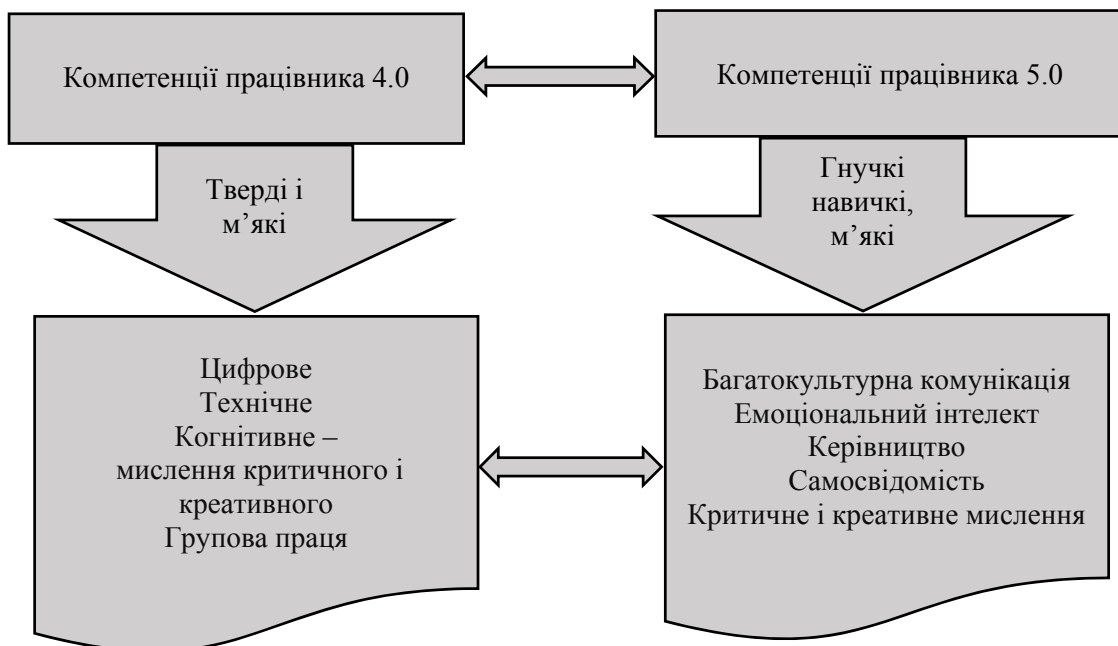 Компетенції працівника 4.0
Компетенції працівника 5.0
Тверді і
м’які
Гнучкі
навичкі,
м’які
Цифрове
Технічне
Когнітивне –
мислення критичного і
креативного
Групова праця
Багатокультурна комунікація
Емоціональний інтелект
Керівництво
Самосвідомість
Критичне і креативне мислення